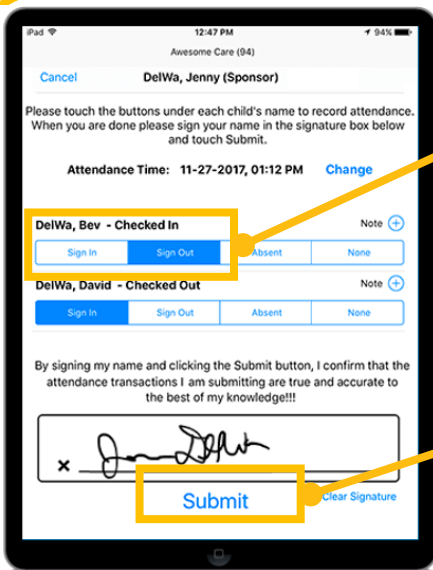 iPad 12:47 PM 94%
Awesome Care (94)
Cancel DelWa, Jenny (Sponsor)
Please touch the buttons under each child's name to record attendance.
When you are done please sign your name in the signature box below
and touch Submit.
Attendance Time: 11-27-2017, 01:12 PM Change
DelWa, Bev - Checked In Note
Sign In Sign Out Absent None
DelWa, David - Checked Out Note
Sign In Sign Out Absent None
By signing my name and clicking the Submit button, I confirm that the
attendance transactions I am submitting are true and accurate to
the best of my knowledge!!!
x
Submit Clear Signature